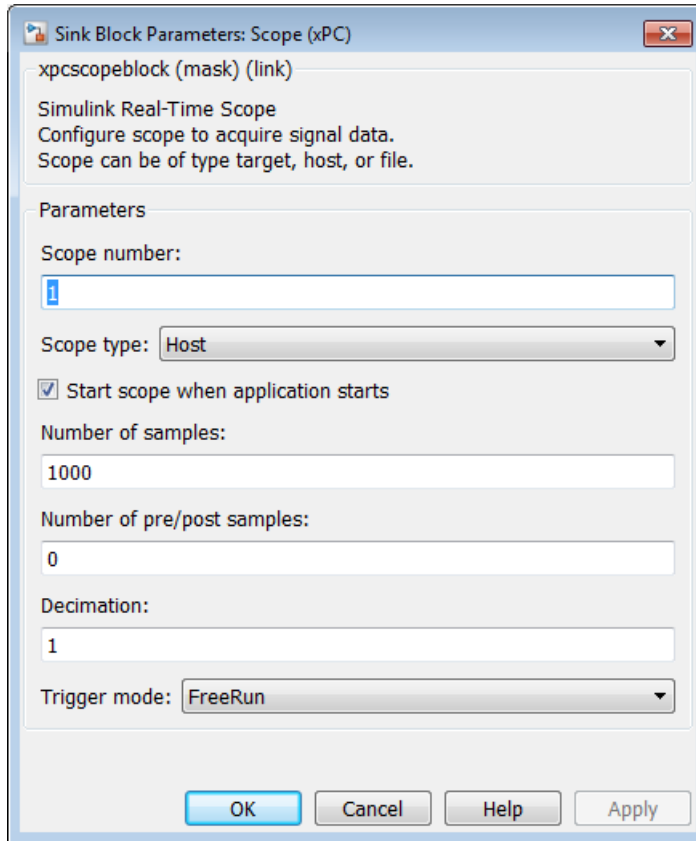 Sink Block Parameters: Scope (xPC)
xpcscopeblock (mask) (link)
Simulink Real-Time Scope
Configure scope to acquire signal data.
Scope can be of type target, host, or file.
Parameters
Scope number:
1
Scope type: Host
Start scope when application starts
Number of samples:
1000
Number of pre/post samples:
0
Decimation:
1
Trigger mode: FreeRun
OK Cancel Help Apply